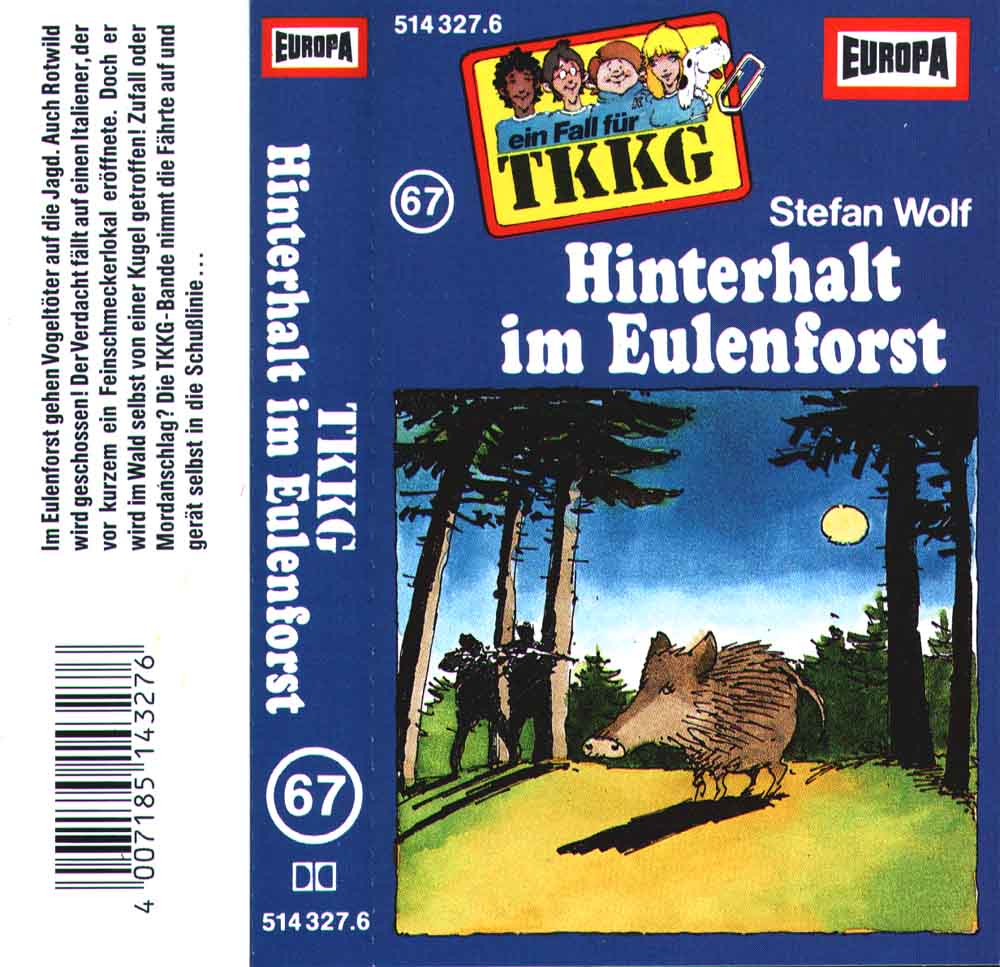 Im Eulenforst gehen Vogeltöter auf die Jagd. Auch Rotwild
wird geschossen! Der Verdacht fällt auf einen Italiener, der
vor kurzem ein Feinschmeckerlokal eröffnete. Doch er
wird im Wald selbst von einer Kugel getroffen! Zufall oder
Mordanschlag? Die TKKG-Bande nimmt die Fährte auf und
gerät selbst in die Schußlinie...
4 007185 143276
EUROPA
TKKG
Hinterhalt im Eulenforst
67
514 327.6
514 327.6
ein Fall für
TKKG
EUROPA
67
Stefan Wolf
Hinterhalt
im Eulenforst